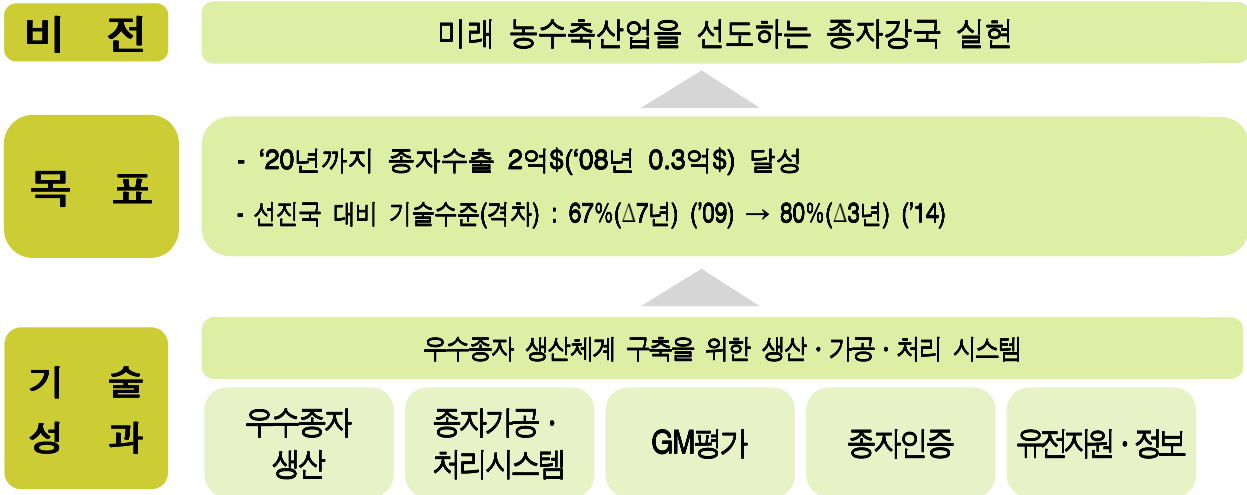 비 전
미래 농수축산업을 선도하는 종자강국 실현
목 표
- ‘20년까지 종자수출 2억$(‘08년 0.3억$) 달성
- 선진국 대비 기술수준(격차) : 67%(Δ7년) (’09) → 80%(Δ3년) (’14)
기 술
성 과
우수종자 생산체계 구축을 위한 생산·가공·처리 시스템
우수종자
생산
종자가공·
처리시스템
GM평가
종자인증
유전자원·정보